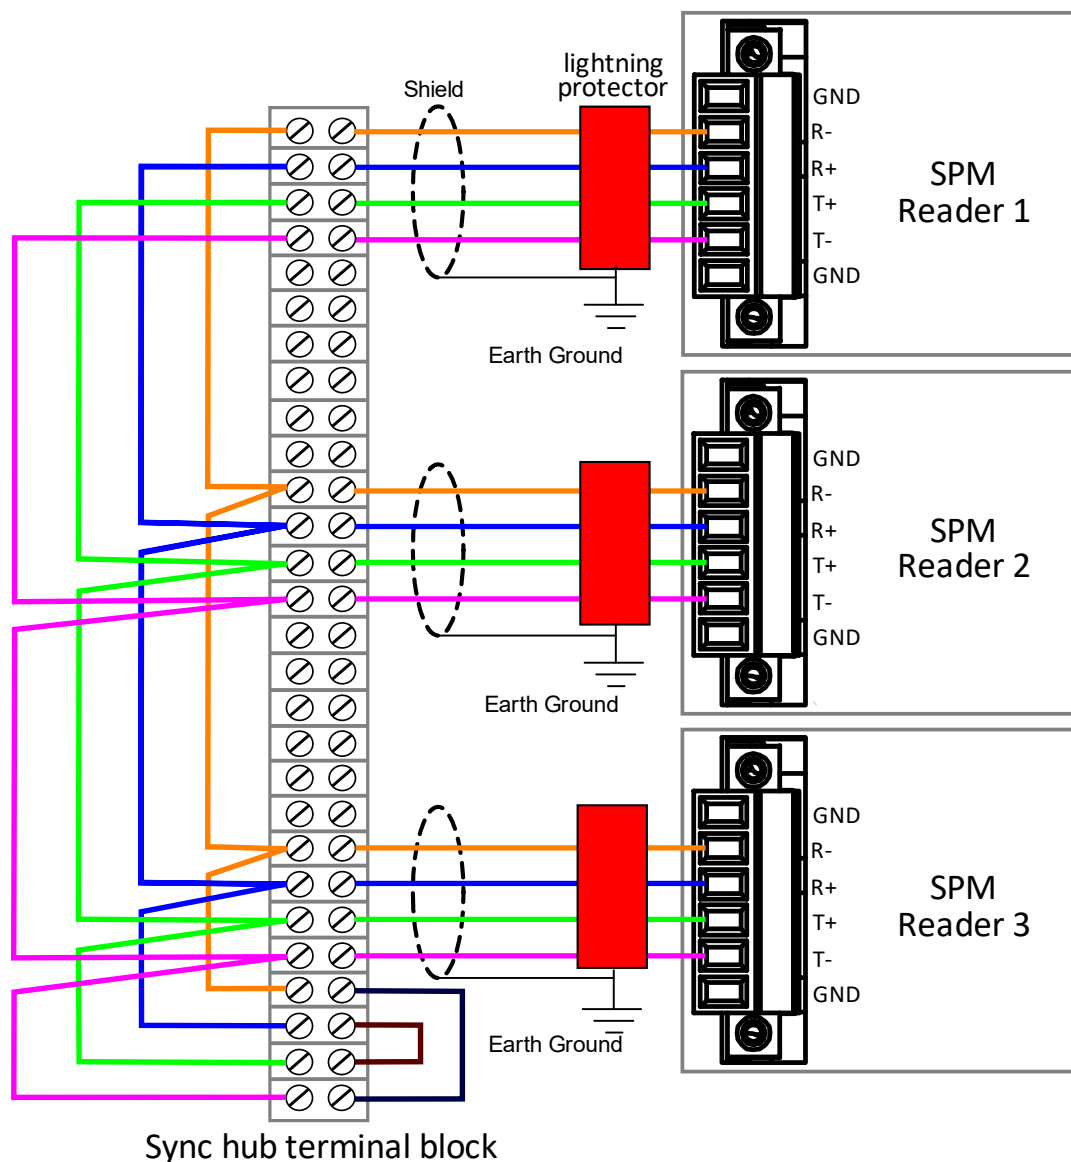 lightning
protector
Shield
GND
R-
R+
T+
T-
GND
SPM
Reader 1
Earth Ground
GND
R-
R+
T+
T-
GND
SPM
Reader 2
Earth Ground
GND
R-
R+
T+
T-
GND
SPM
Reader 3
Earth Ground
Sync hub terminal block